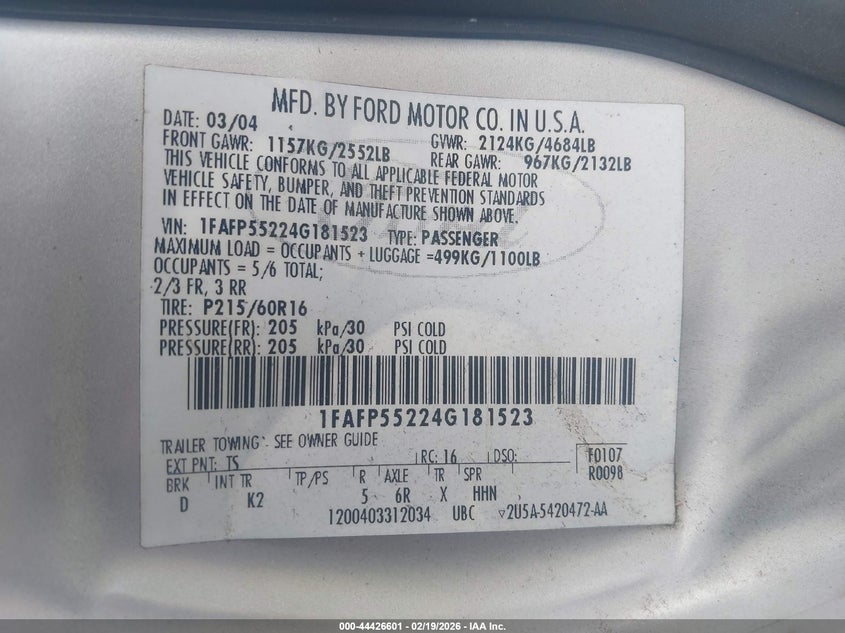 MFD. BY FORD MOTOR CO. IN U.S.A.
DATE: 03/04 GVWR: 2124KG/4684LB
FRONT GAWR: 1157KG/2552LB REAR GAWR: 967KG/2132LB
THIS VEHICLE CONFORMS TO ALL APPLICABLE FEDERAL MOTOR
VEHICLE SAFETY, BUMPER, AND THEFT PREVENTION STANDARDS
IN EFFECT ON THE DATE OF MANUFACTURE SHOWN ABOVE.
VIN: 1FAFP55224G181523 TYPE: PASSENGER
MAXIMUM LOAD = OCCUPANTS + LUGGAGE =499KG/1100LB
OCCUPANTS = 5/6 TOTAL;
2/3 FR, 3 RR
TIRE: P215/60R16
PRESSURE(FR): 205 kPa/30 PSI COLD
PRESSURE(RR): 205 kPa/30 PSI COLD
1FAFP55224G181523
TRAILER TOWING- SEE OWNER GUIDE
EXT PNT: TS RC: 16 DSO: F0107
BRK INT TR TP/PS R AXLE TR SPR R0098
D K2 5 6R X HHN
1200403312034 UBC ▿2U5A-5420472-AA
000-44426601 - 02/19/2026 - IAA Inc.